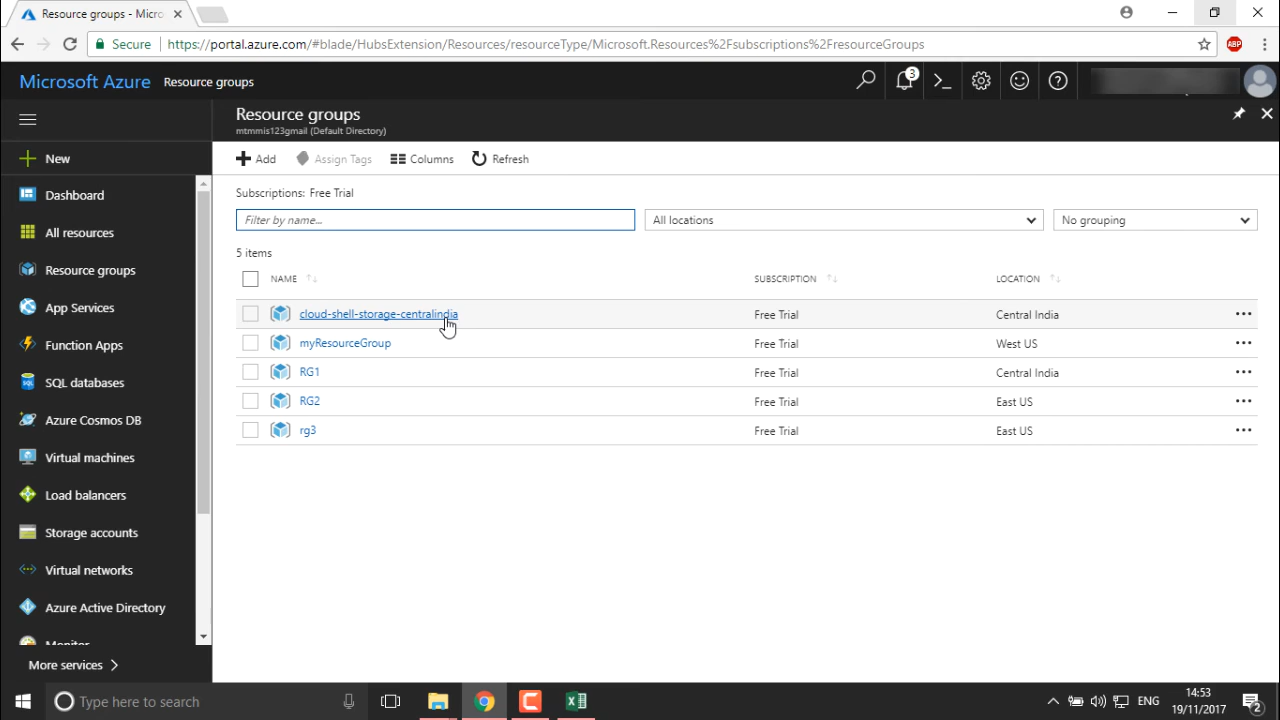 Resource groups - Micro
Secure https://portal.azure.com/#blade/HubsExtension/Resources/resourceType/Microsoft.Resources%2Fsubscriptions%2FresourceGroups
ABP
Microsoft Azure Resource groups
3
Resource groups
mtmmis123gmail (Default Directory)
New
Add Assign Tags Columns Refresh
Dashboard
Subscriptions: Free Trial
Filter by name... All locations No grouping
All resources
5 items
Resource groups
NAME SUBSCRIPTION LOCATION
App Services
cloud-shell-storage-centralindia Free Trial Central India
Function Apps
myResourceGroup Free Trial West US
SQL databases
RG1 Free Trial Central India
Azure Cosmos DB
RG2 Free Trial East US
rg3 Free Trial East US
Virtual machines
Load balancers
Storage accounts
Virtual networks
Azure Active Directory
Monitor
More services
Type here to search
ENG
14:53
19/11/2017
2